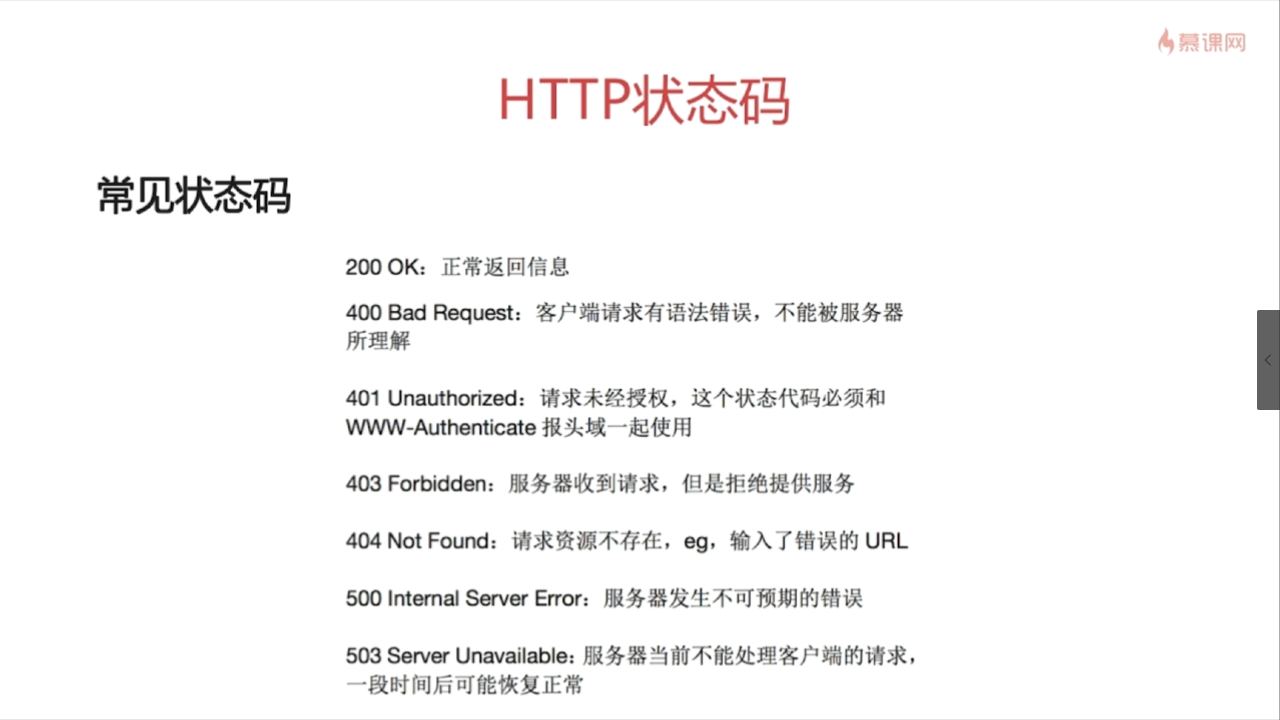 慕课网
HTTP状态码
常见状态码
200 OK：正常返回信息
400 Bad Request：客户端请求有语法错误，不能被服务器
所理解
401 Unauthorized：请求未经授权，这个状态代码必须和
WWW-Authenticate 报头域一起使用
403 Forbidden：服务器收到请求，但是拒绝提供服务
404 Not Found：请求资源不存在，eg，输入了错误的 URL
500 Internal Server Error：服务器发生不可预期的错误
503 Server Unavailable：服务器当前不能处理客户端的请求，
一段时间后可能恢复正常